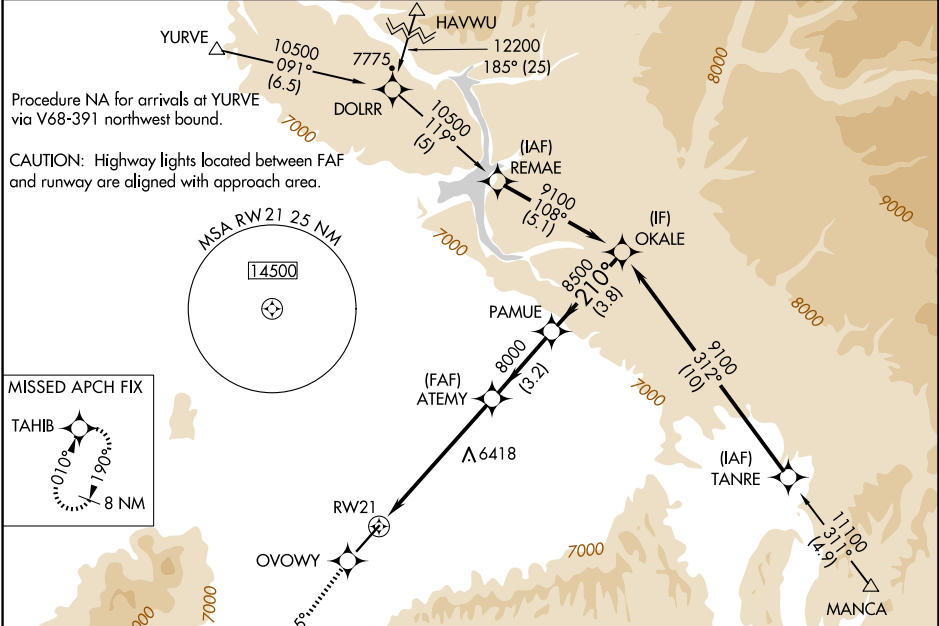 HAVWU
YURVE
10500
091°
(6.5)
7775
12200
185° (25)
DOLRR
Procedure NA for arrivals at YURVE
via V68-391 northwest bound.
7000
10500
119°
(5)
8000
CAUTION: Highway lights located between FAF
and runway are aligned with approach area.
(IAF)
REMAE
9100
108°
(5.1)
9000
(IF)
OKALE
MSA RW21 25 NM
14500
7000
8500
210°
(3.8)
8000
PAMUE
8000
(3.2)
9100
312°
(10)
7000
MISSED APCH FIX
TAHIB
010°
190°
8 NM
(FAF)
ATEMY
6418
(IAF)
TANRE
RW21
OVOWY
11100
311°
(4.9)
7000
MANCA
7000
000
5°